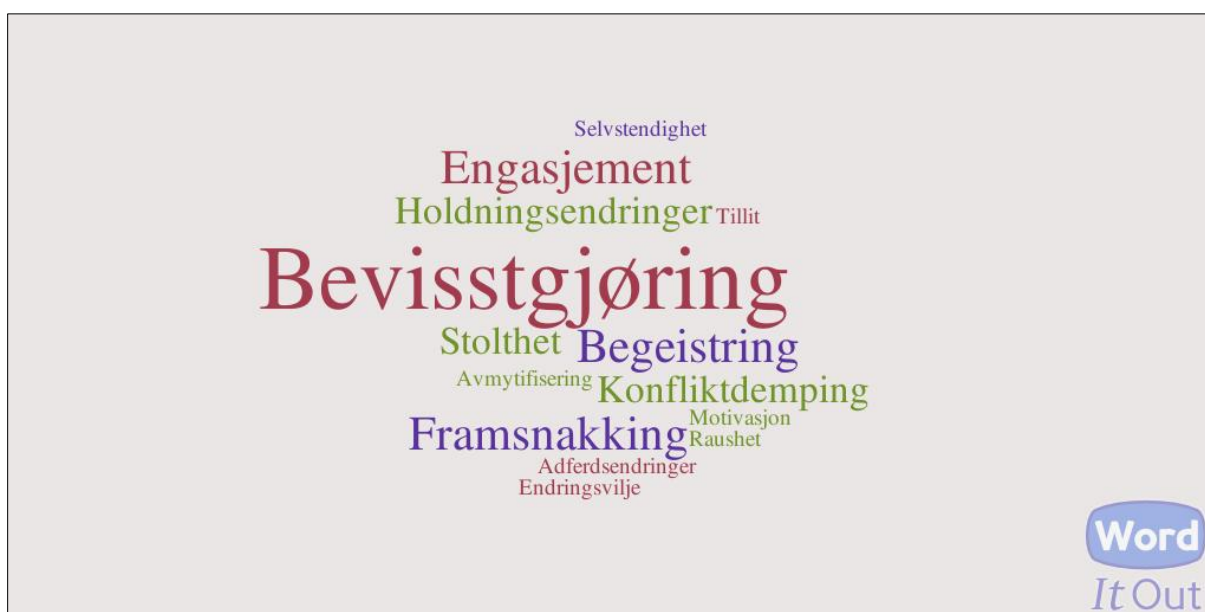 Selvstendighet
Engasjement
Holdningsendringer Tillit
Bevisstgjøring
Stolthet Begeistring
Avmytifisering Konfliktdemping
Motivasjon
Framsnakking Raushet
Adferdsendringer
Endringsvilje
Word
It Out